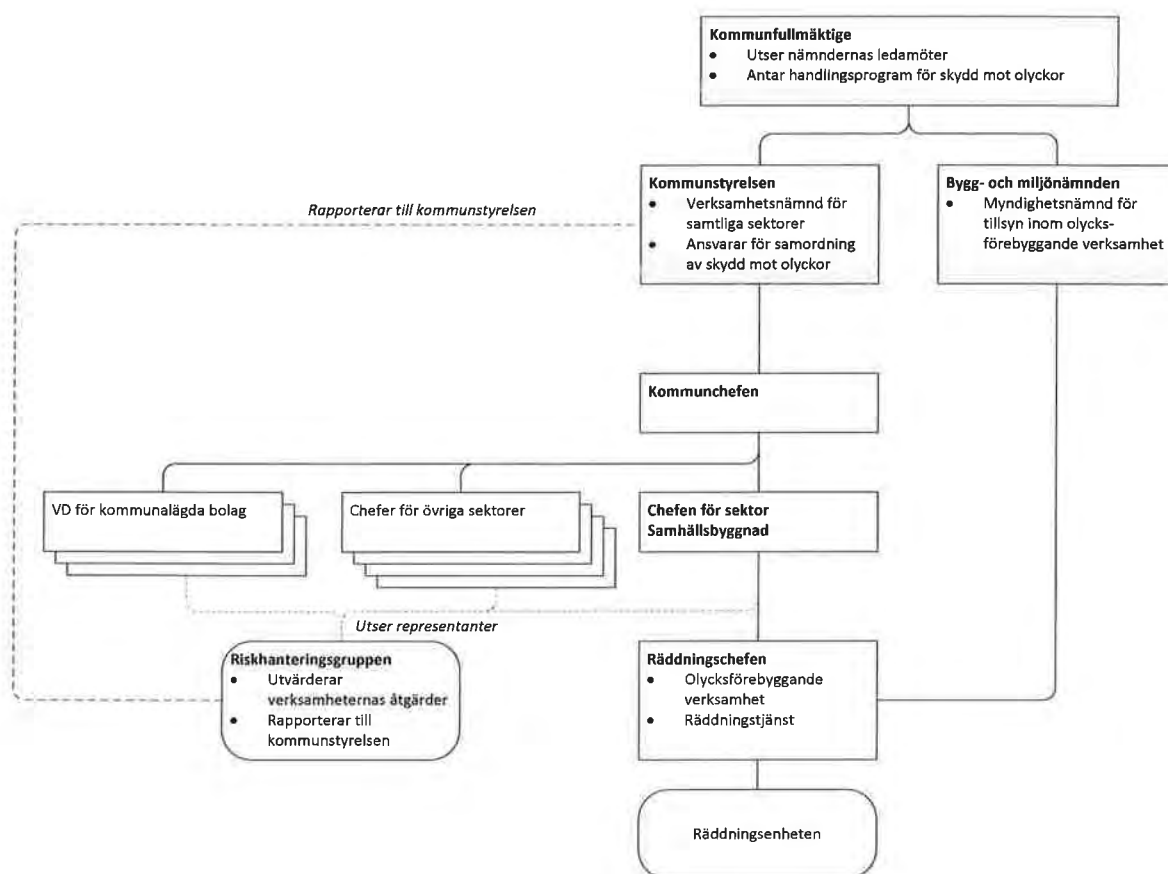 Kommunfullmäktige
● Utser nämndernas ledamöter
● Antar handlingsprogram för skydd mot olyckor
Kommunstyrelsen
● Verksamhetsnämnd för
samtliga sektorer
● Ansvarar för samordning
av skydd mot olyckor
Bygg- och miljönämnden
● Myndighetsnämnd för
tillsyn inom olycks-
förebyggande verksamhet
Rapporterar till kommunstyrelsen
Kommunchefen
VD för kommunalägda bolag
Chefer för övriga sektorer
Chefen för sektor
Samhällsbyggnad
Utser representanter
Riskhanteringsgruppen
● Utvärderar
verksamheternas åtgärder
● Rapporterar till
kommunstyrelsen
Räddningschefen
● Olycksförebyggande
verksamhet
● Räddningstjänst
Räddningsenheten